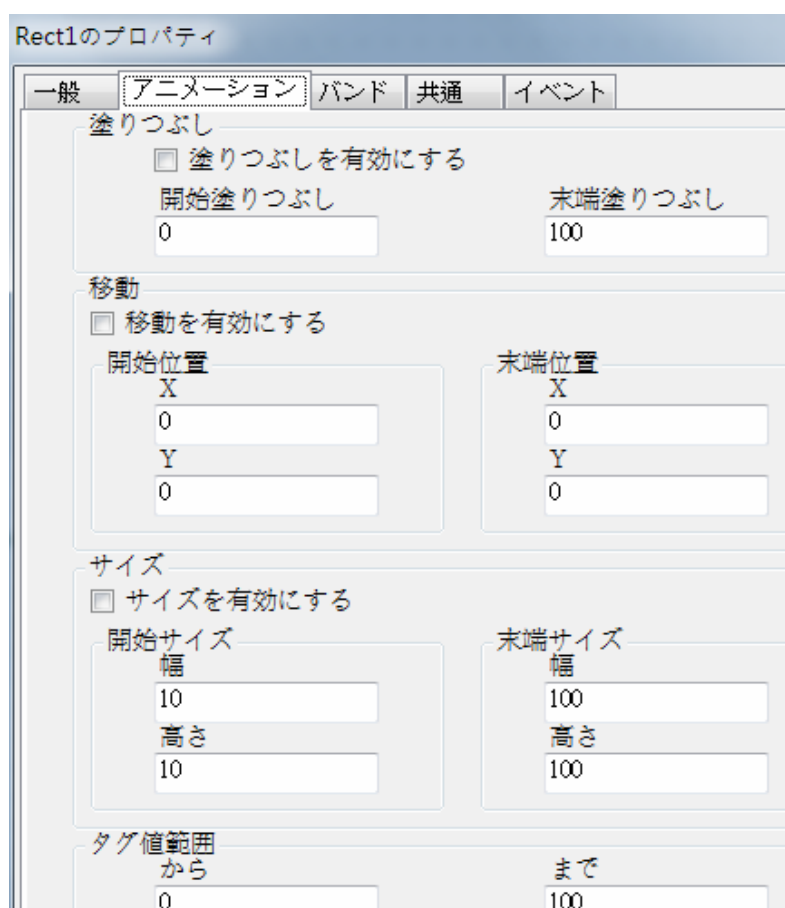 Rect1のプロパティ
一般 アニメーション バンド 共通 イベント
塗りつぶし
塗りつぶしを有効にする
開始塗りつぶし 末端塗りつぶし
0 100
移動
移動を有効にする
開始位置 末端位置
X X
0 0
Y Y
0 0
サイズ
サイズを有効にする
開始サイズ 末端サイズ
幅 幅
10 100
高さ 高さ
10 100
タグ値範囲
から まで
0 100